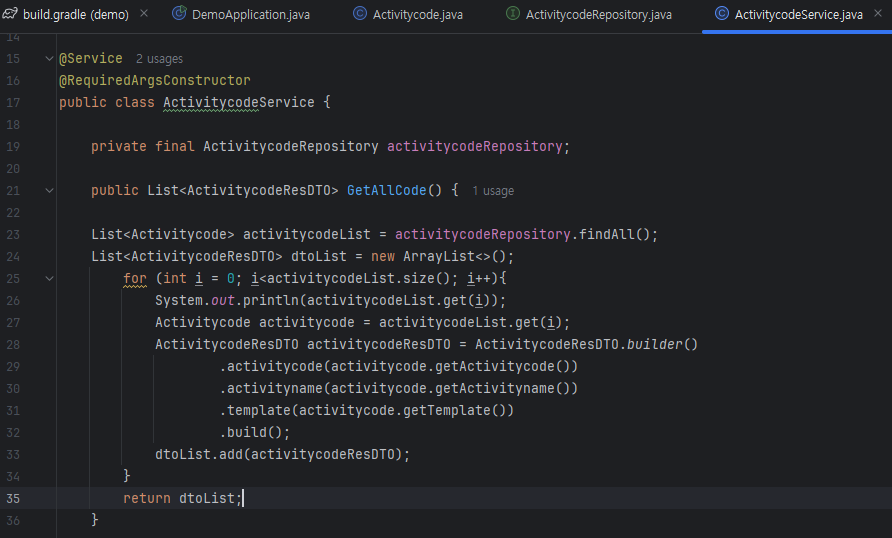 build.gradle (demo) × DemoApplication.java Activitycode.java ActivitycodeRepository.java ActivitycodeService.java ×
14
15 @Service 2 usages
16 @RequiredArgsConstructor
17 public class ActivitycodeService {
18
19 private final ActivitycodeRepository activitycodeRepository;
20
21 public List<ActivitycodeResDTO> GetAllCode() { 1 usage
22
23 List<Activitycode> activitycodeList = activitycodeRepository.findAll();
24 List<ActivitycodeResDTO> dtoList = new ArrayList<>();
25 for (int i = 0; i<activitycodeList.size(); i++){
26 System.out.println(activitycodeList.get(i));
27 Activitycode activitycode = activitycodeList.get(i);
28 ActivitycodeResDTO activitycodeResDTO = ActivitycodeResDTO.builder()
29 .activitycode(activitycode.getActivitycode())
30 .activityname(activitycode.getActivityname())
31 .template(activitycode.getTemplate())
32 .build();
33 dtoList.add(activitycodeResDTO);
34 }
35 return dtoList;
36 }